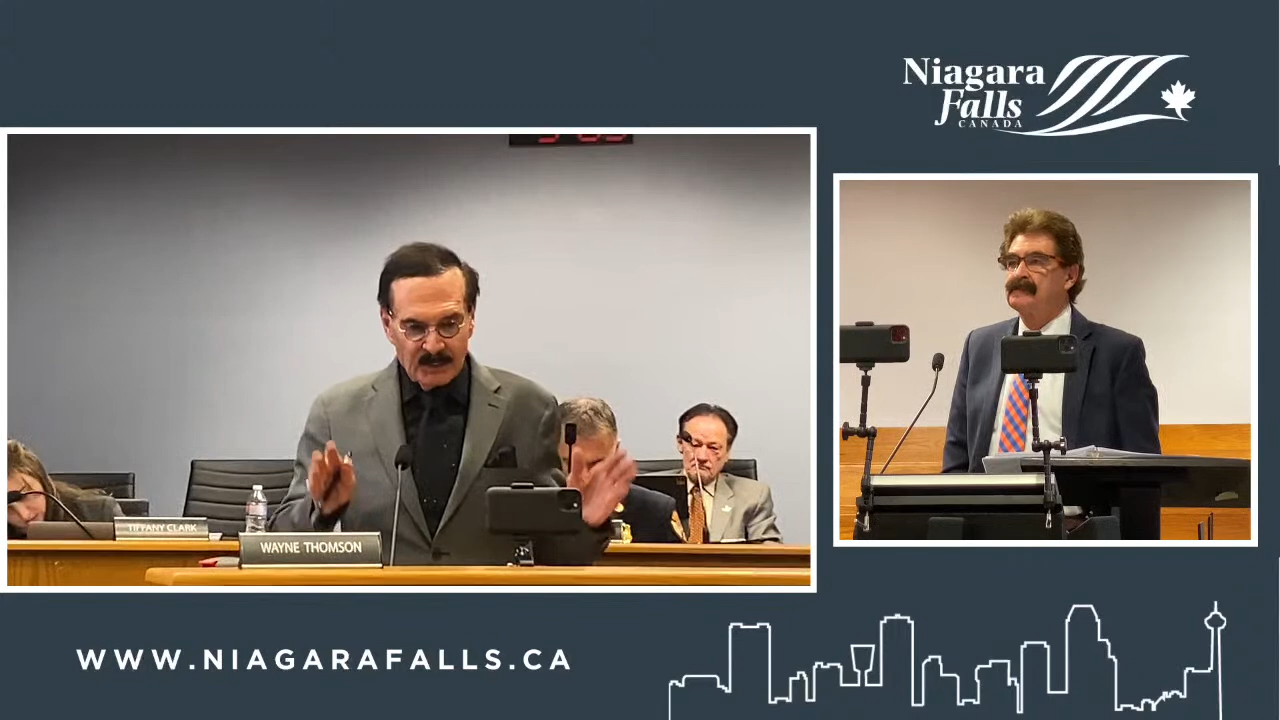 Niagara
Falls
CANADA
TIFFANY CLARK
WAYNE THOMSON
WWW.NIAGARAFALLS.CA